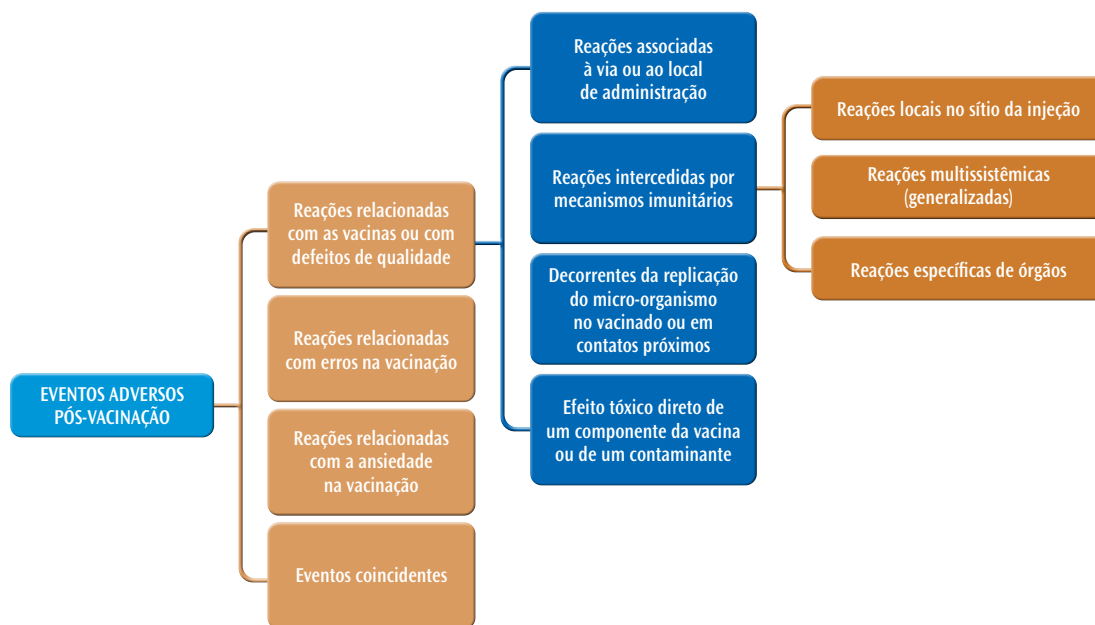 EVENTOS ADVERSOS
PÓS-VACINAÇÃO
Reações relacionadas
com as vacinas ou com
defeitos de qualidade
Reações relacionadas
com erros na vacinação
Reações relacionadas
com a ansiedade
na vacinação
Eventos coincidentes
Reações associadas
à via ou ao local
de administração
Reações intercedidas por
mecanismos imunitários
Decorrentes da replicação
do micro-organismo
no vacinado ou em
contatos próximos
Efeito tóxico direto de
um componente da vacina
ou de um contaminante
Reações locais no sítio da injeção
Reações multissistêmicas
(generalizadas)
Reações específicas de órgãos